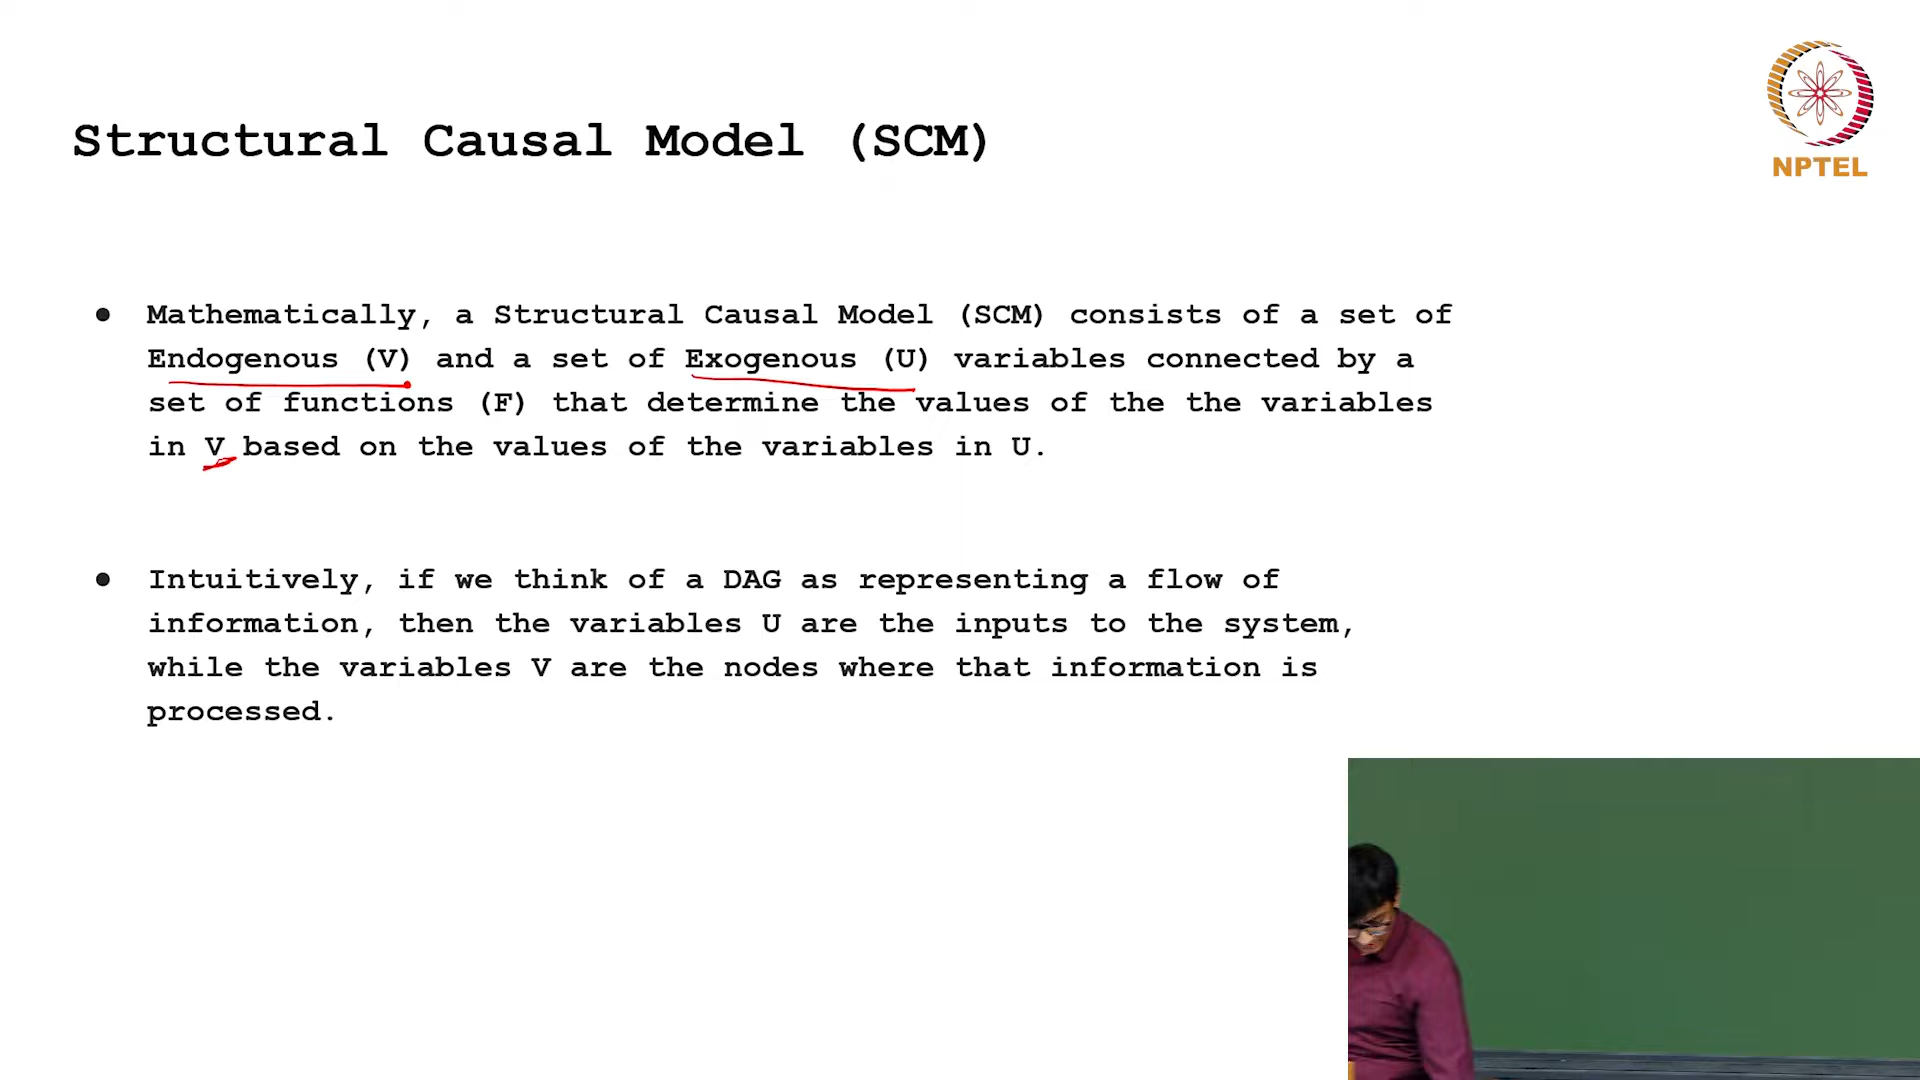 Structural Causal Model (SCM)
NPTEL
● Mathematically, a Structural Causal Model (SCM) consists of a set of
Endogenous (V) and a set of Exogenous (U) variables connected by a
set of functions (F) that determine the values of the the variables
in V based on the values of the variables in U.
● Intuitively, if we think of a DAG as representing a flow of
information, then the variables U are the inputs to the system,
while the variables V are the nodes where that information is
processed.